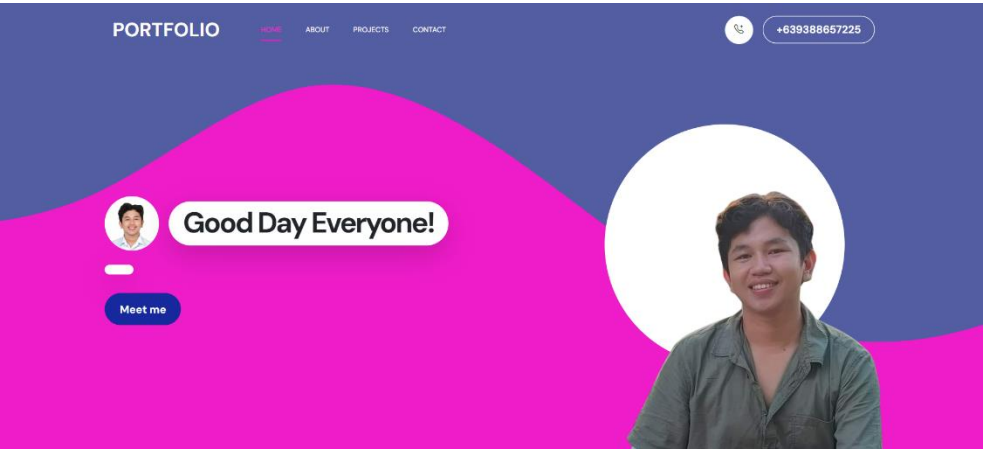 PORTFOLIO
HOME ABOUT PROJECTS CONTACT
+639388657225
Good Day Everyone!
Meet me